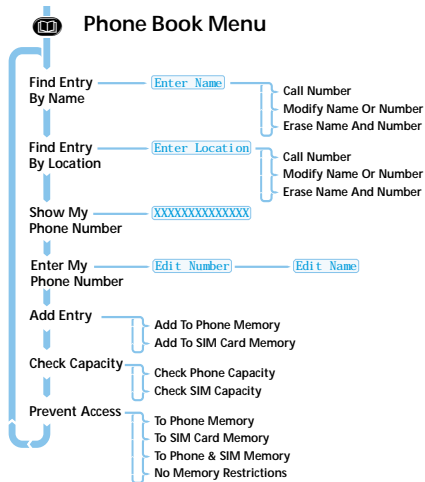 Phone Book Menu
Find Entry
By Name
Enter Name
Call Number
Modify Name Or Number
Erase Name And Number
Find Entry
By Location
Enter Location
Call Number
Modify Name Or Number
Erase Name And Number
Show My
Phone Number
XXXXXXXXXXXXX
Enter My
Phone Number
Edit Number
Edit Name
Add Entry
Add To Phone Memory
Add To SIM Card Memory
Check Capacity
Check Phone Capacity
Check SIM Capacity
Prevent Access
To Phone Memory
To SIM Card Memory
To Phone & SIM Memory
No Memory Restrictions